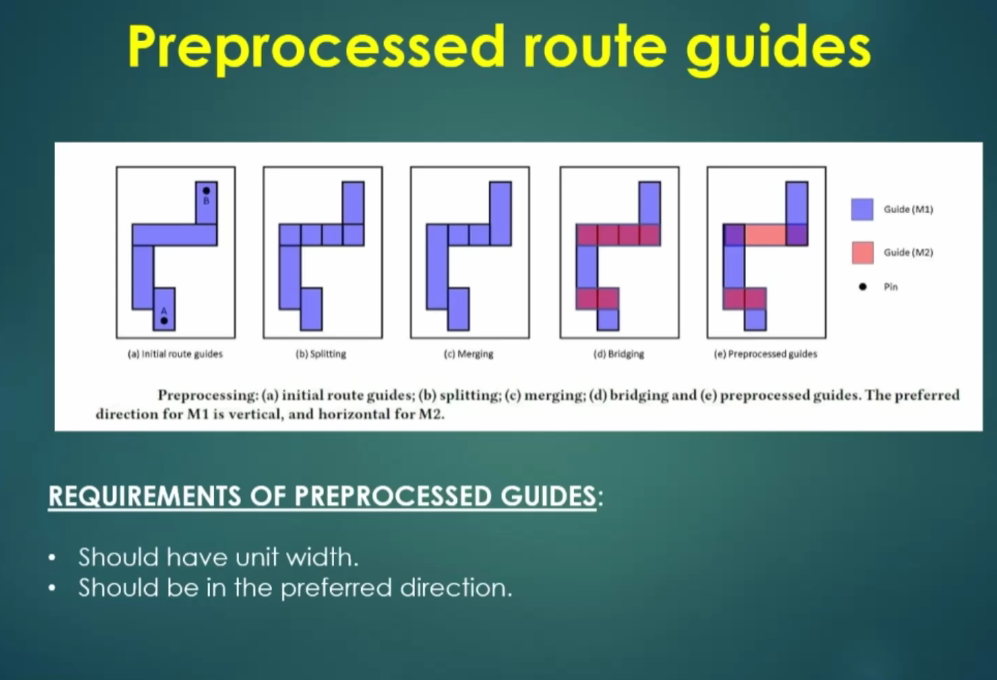 Preprocessed route guides
B
A
Guide (M1)
Guide (M2)
Pin
(a) Initial route guides
(b) Splitting
(c) Merging
(d) Bridging
(e) Preprocessed guides
Preprocessing: (a) initial route guides; (b) splitting; (c) merging; (d) bridging and (e) preprocessed guides. The preferred
direction for M1 is vertical, and horizontal for M2.
REQUIREMENTS OF PREPROCESSED GUIDES:
• Should have unit width.
• Should be in the preferred direction.